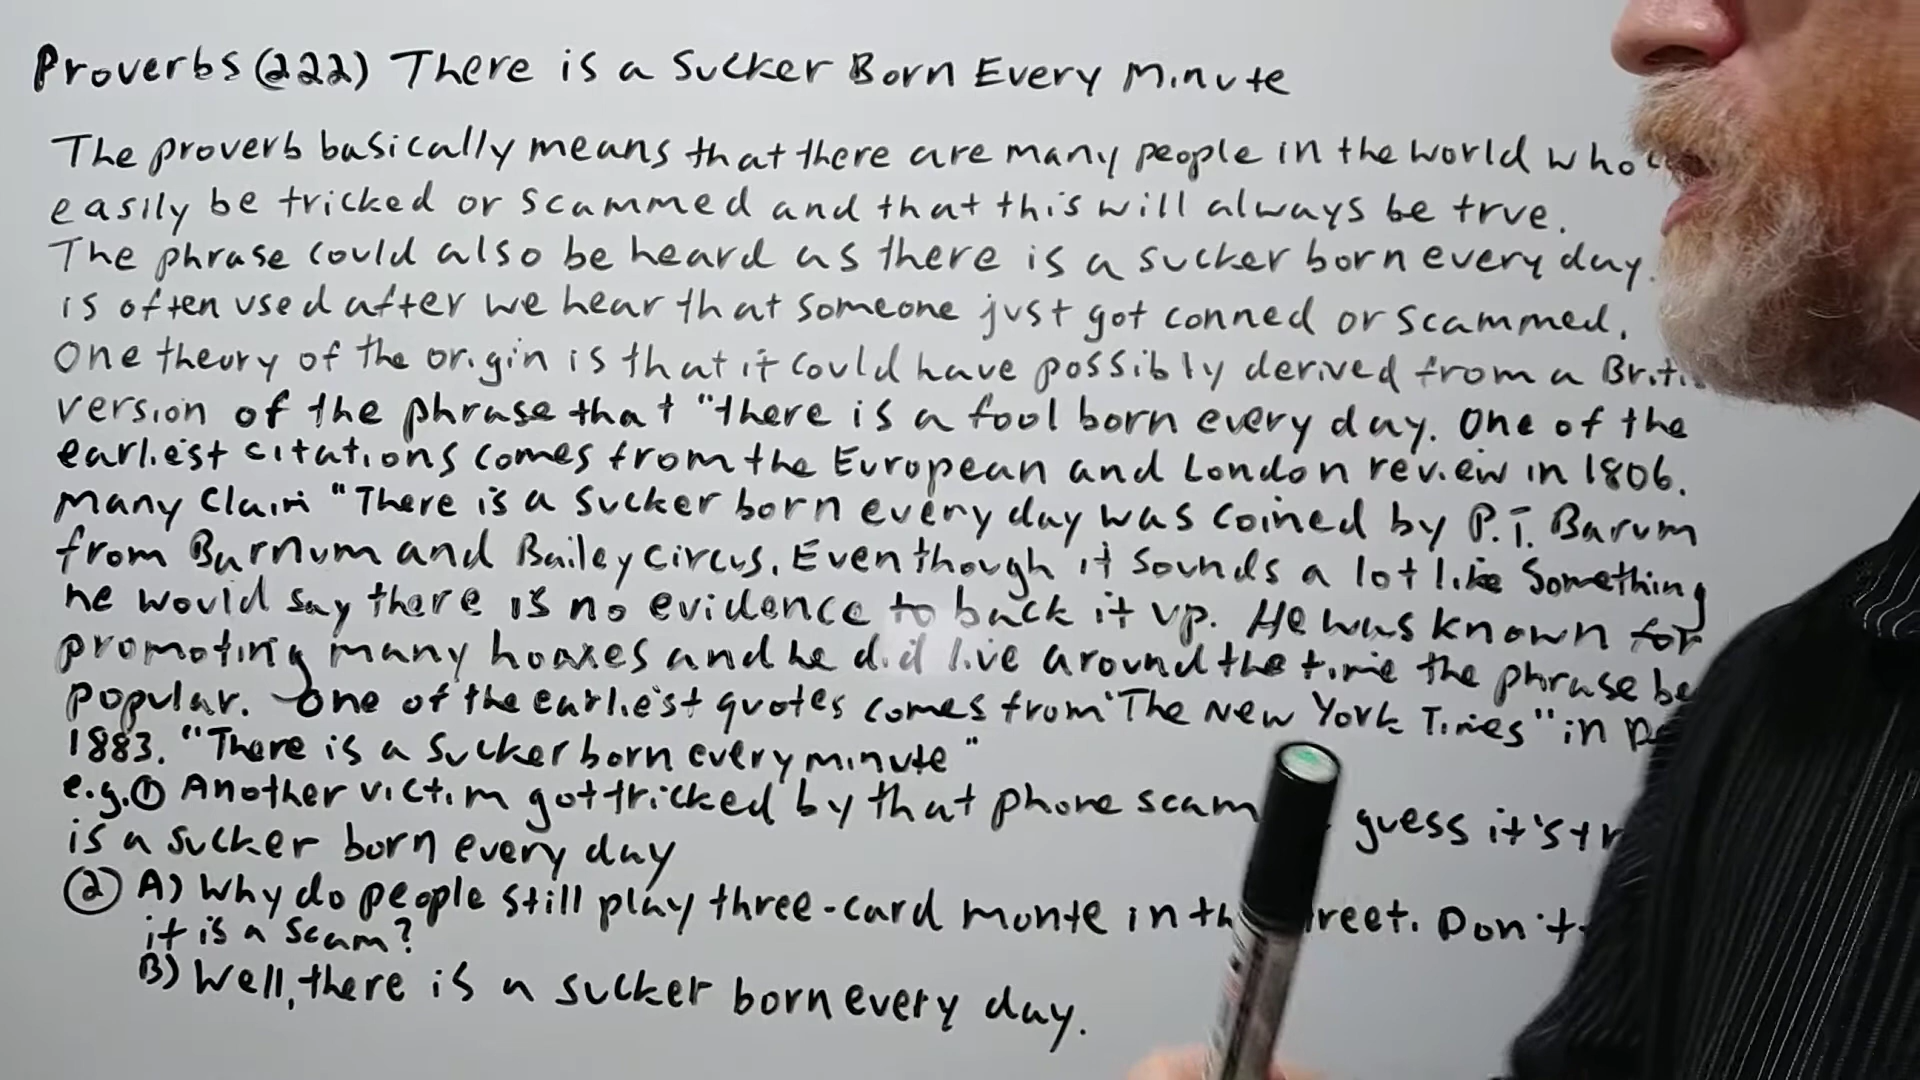 Proverbs (222) There is a Sucker Born Every Minute
The proverb basically means that there are many people in the world who
easily be tricked or scammed and that this will always be true.
The phrase could also be heard as there is a sucker born every day.
is often used after we hear that someone just got conned or scammed.
One theory of the origin is that it could have possibly derived from a
version of the phrase that "there is a fool born every day. One of the
earliest citations comes from the European and London review in 1806.
Many Claim "There is a sucker born every day was coined by P.T. Barum
from Barnum and Bailey Circus. Even though it sounds a lot like Something
he would say there is no evidence to back it up. He was known for
promoting many hoaxes and he did live around the time the phrase
popular. One of the earliest quotes comes from "The New York Times" in
1883. "There is a sucker born every minute"
e.g. ① Another victim got tricked by that phone scam guess it's
is a sucker born every day
② A) Why do people still play three-card monte in Don't
it is a scam?
B) Well, there is a sucker born every day.